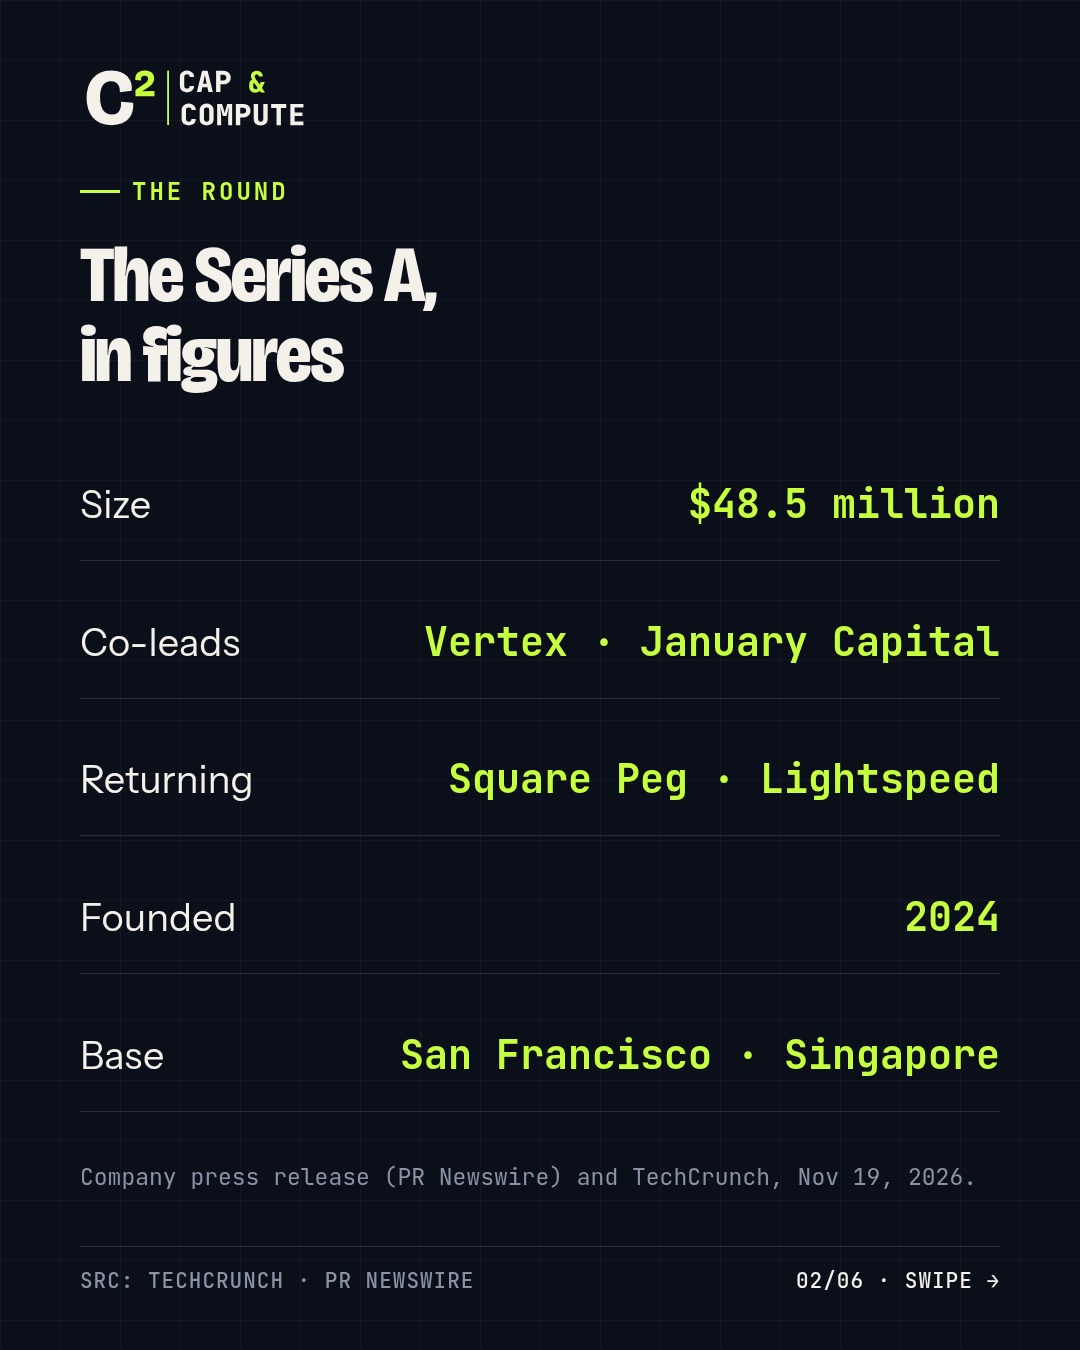 C² CAP &
COMPUTE
THE ROUND
The Series A,
in figures
Size $48.5 million
Co-leads Vertex · January Capital
Returning Square Peg · Lightspeed
Founded 2024
Base San Francisco · Singapore
Company press release (PR Newswire) and TechCrunch, Nov 19, 2026.
SRC: TECHCRUNCH · PR NEWSWIRE 02/06 · SWIPE →